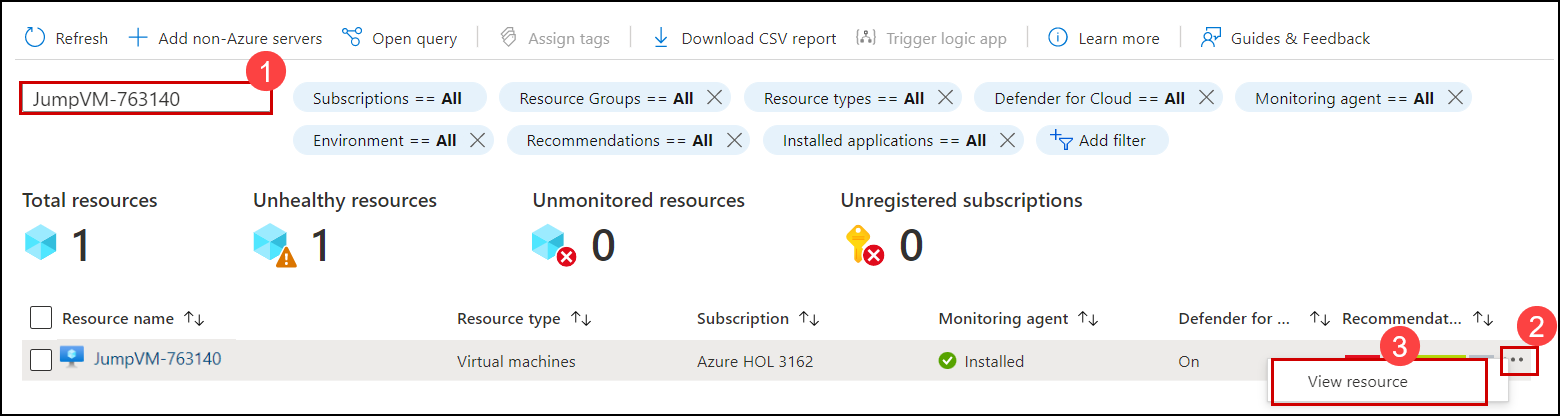 Refresh Add non-Azure servers Open query Assign tags Download CSV report Trigger logic app Learn more Guides & Feedback
1
JumpVM-763140 Subscriptions == All Resource Groups == All Resource types == All Defender for Cloud == All Monitoring agent == All
Environment == All Recommendations == All Installed applications == All Add filter
Total resources Unhealthy resources Unmonitored resources Unregistered subscriptions
1 1 0 0
Resource name Resource type Subscription Monitoring agent Defender for ... Recommendat... 2
JumpVM-763140 Virtual machines Azure HOL 3162 Installed On 3
View resource